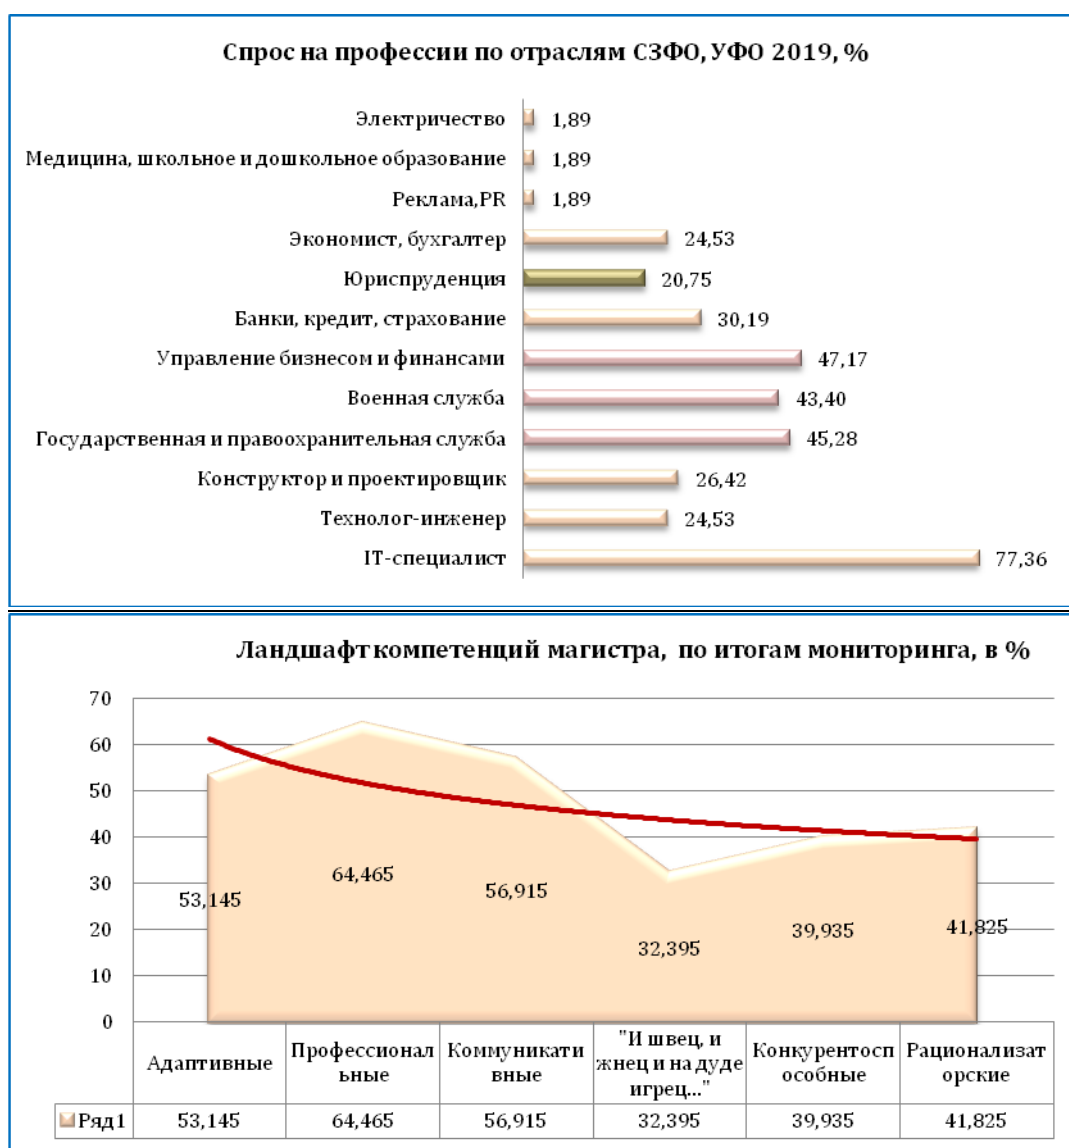 Спрос на профессии по отраслям СЗФО, УФО 2019, %
Электричество 1,89
Медицина, школьное и дошкольное образование 1,89
Реклама,PR 1,89
Экономист, бухгалтер 24,53
Юриспруденция 20,75
Банки, кредит, страхование 30,19
Управление бизнесом и финансами 47,17
Военная служба 43,40
Государственная и правоохранительная служба 45,28
Конструктор и проектировщик 26,42
Технолог-инженер 24,53
IT-специалист 77,36
Ландшафт компетенций магистра, по итогам мониторинга, в %
70
60
50
40
30
20
10
0
53,145 64,465 56,915 32,395 39,935 41,825
Адаптивные
Профессионал
ьные
Коммуникати
вные
"И швец, и
жнец и на дуде
игрец..."
Конкурентосп
особные
Рационализат
орские
Ряд1 53,145 64,465 56,915 32,395 39,935 41,825